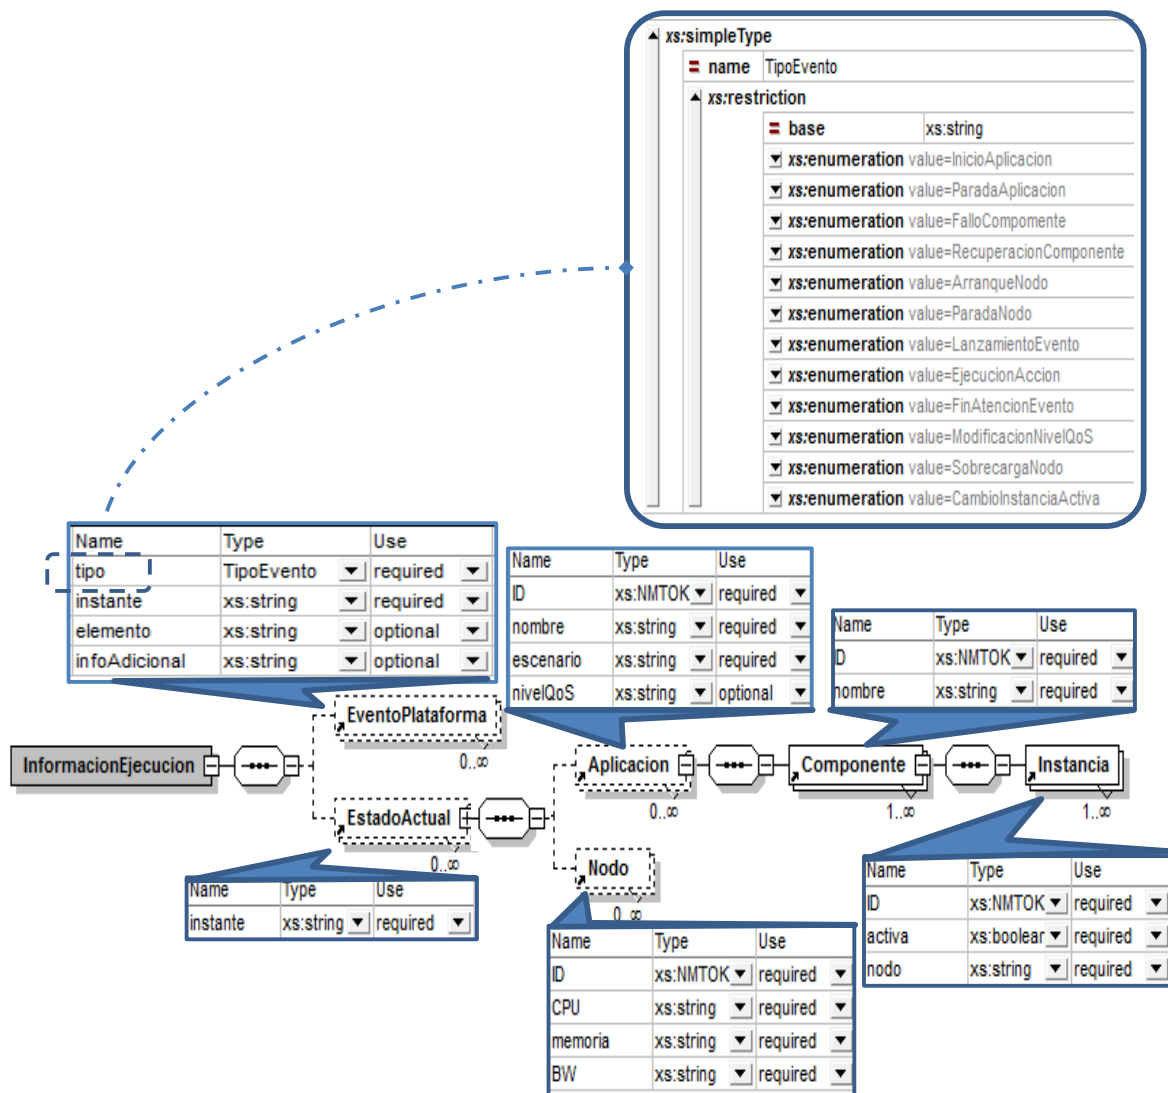 xs:simpleType
name TipoEvento
xs:restriction
base xs:string
xs:enumeration value=InicioAplicacion
xs:enumeration value=ParadaAplicacion
xs:enumeration value=FalloCompomente
xs:enumeration value=RecuperacionComponente
xs:enumeration value=ArranqueNodo
xs:enumeration value=ParadaNodo
xs:enumeration value=LanzamientoEvento
xs:enumeration value=EjecucionAccion
xs:enumeration value=FinAtencionEvento
xs:enumeration value=ModificacionNivelQoS
xs:enumeration value=SobrecargaNodo
xs:enumeration value=CambioInstanciaActiva
Name Type Use
tipo TipoEvento required
instante xs:string required
elemento xs:string optional
infoAdicional xs:string optional
Name Type Use
ID xs:NMTOK required
nombre xs:string required
escenario xs:string required
nivelQoS xs:string optional
Name Type Use
ID xs:NMTOK required
nombre xs:string required
InformacionEjecucion
EventoPlataforma
0..∞
EstadoActual
0..∞
Aplicacion
0..∞
Componente
1..∞
Instancia
1..∞
Nodo
0..∞
Name Type Use
instante xs:string required
Name Type Use
ID xs:NMTOK required
CPU xs:string required
memoria xs:string required
BW xs:string required
Name Type Use
ID xs:NMTOK required
activa xs:boolear required
nodo xs:string required